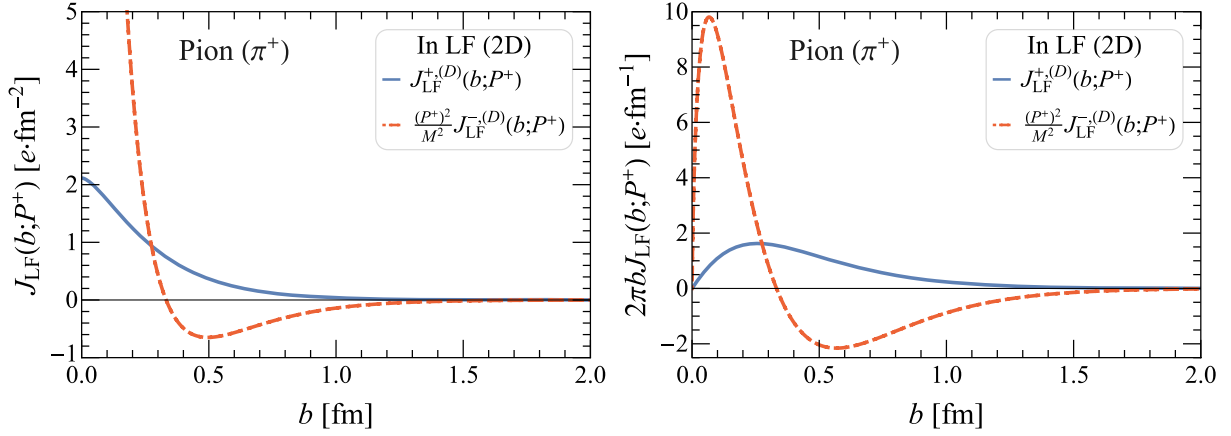 Pion (π⁺)
In LF (2D)
J_LF^{+,(D)}(b;P⁺)
(P⁺)²/M² J_LF^{−,(D)}(b;P⁺)
J_LF(b;P⁺) [e·fm⁻²]
5
4
3
2
1
0
−1
0.0 0.5 1.0 1.5 2.0
b [fm]
Pion (π⁺)
In LF (2D)
J_LF^{+,(D)}(b;P⁺)
(P⁺)²/M² J_LF^{−,(D)}(b;P⁺)
2πbJ_LF(b;P⁺) [e·fm⁻¹]
10
8
6
4
2
0
−2
0.0 0.5 1.0 1.5 2.0
b [fm]